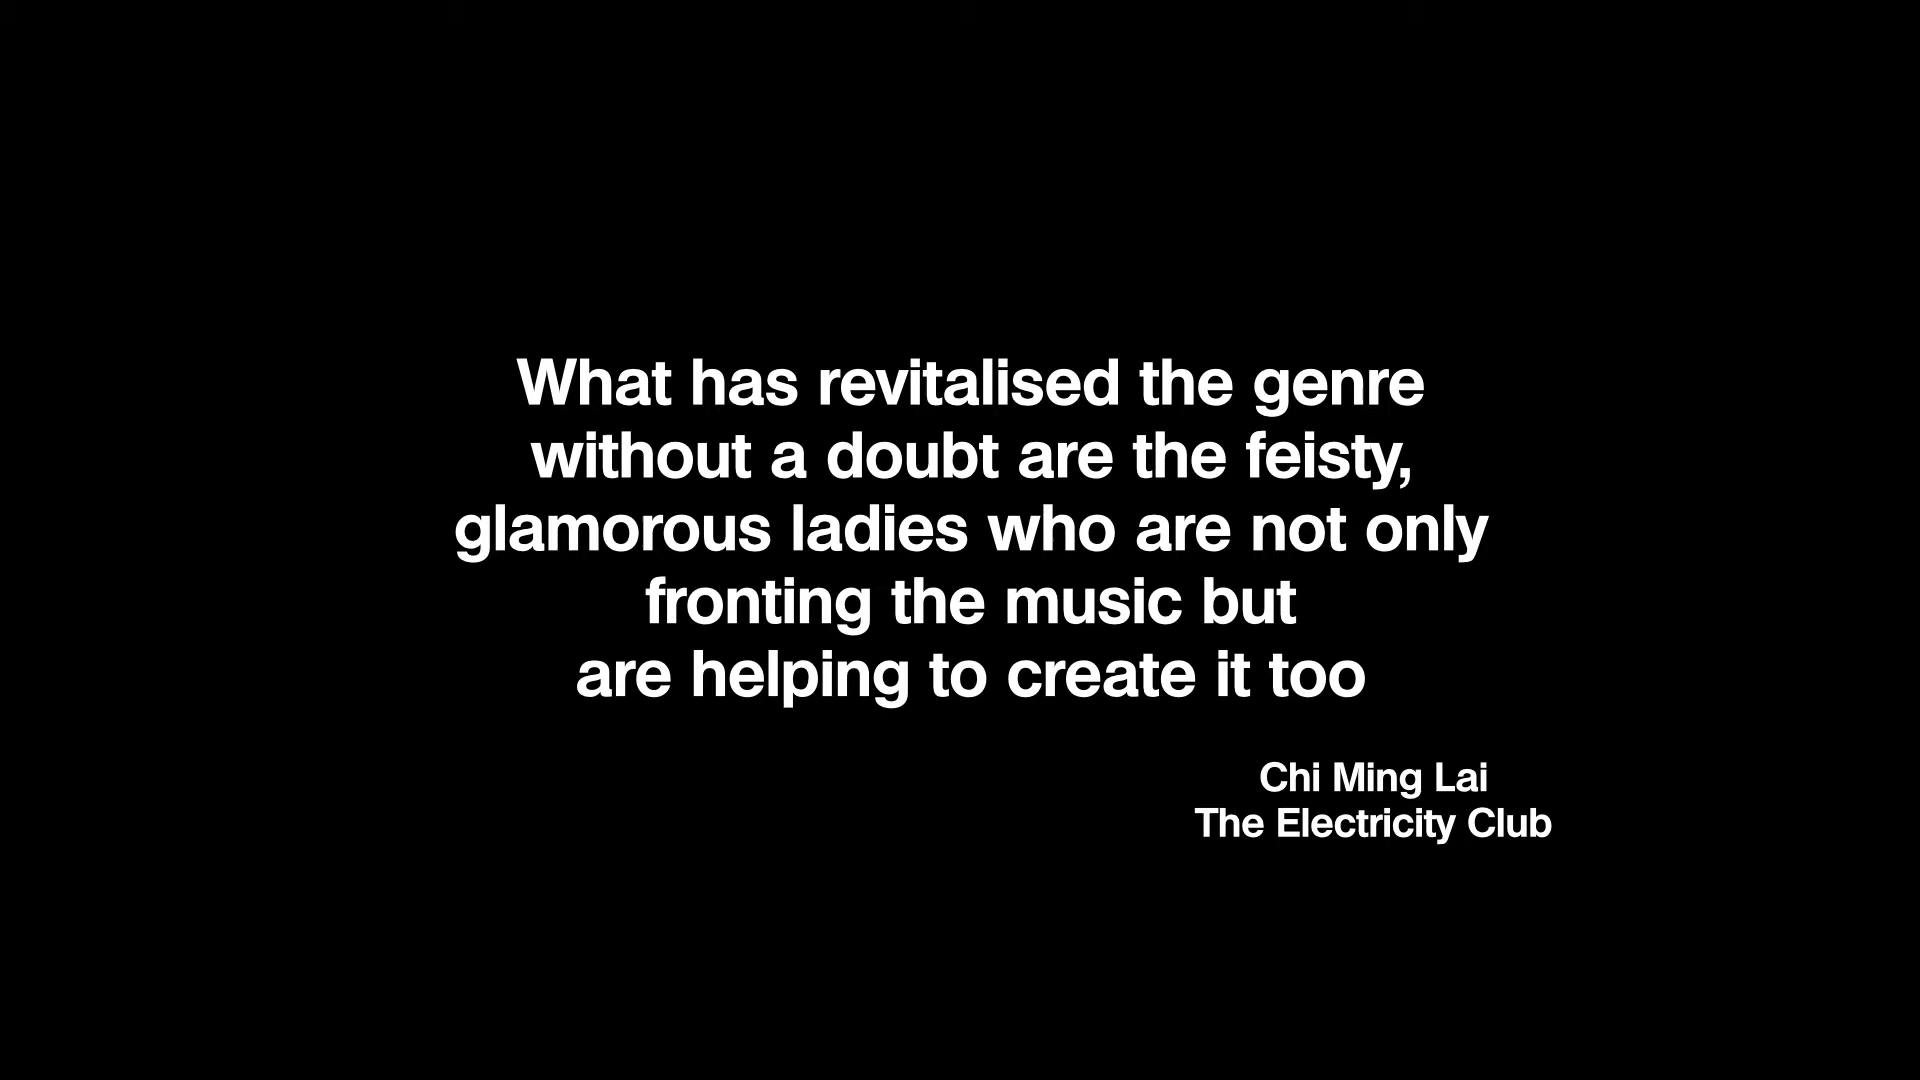 What has revitalised the genre
without a doubt are the feisty,
glamorous ladies who are not only
fronting the music but
are helping to create it too
Chi Ming Lai
The Electricity Club